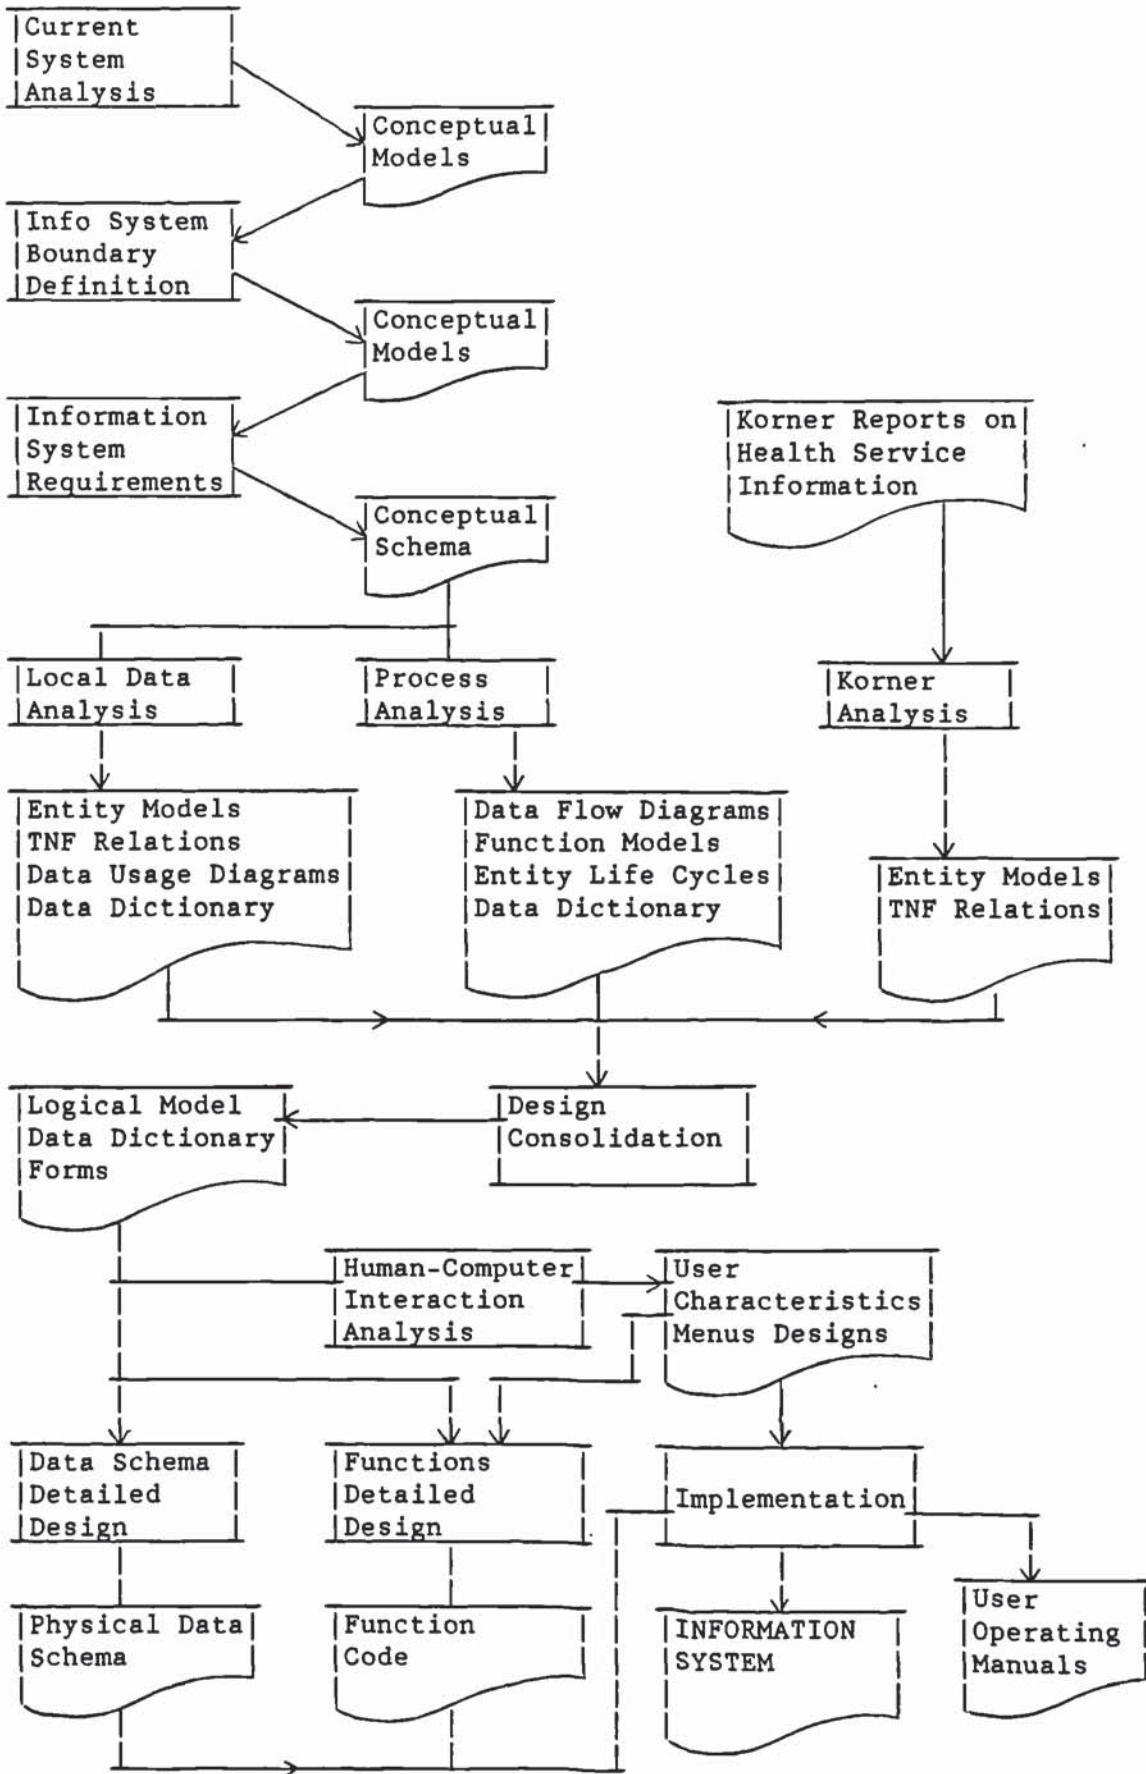 Current
System
Analysis
Conceptual
Models
Info System
Boundary
Definition
Conceptual
Models
Information
System
Requirements
Korner Reports on
Health Service
Information
Conceptual
Schema
Local Data
Analysis
Process
Analysis
Korner
Analysis
Entity Models
TNF Relations
Data Usage Diagrams
Data Dictionary
Data Flow Diagrams
Function Models
Entity Life Cycles
Data Dictionary
Entity Models
TNF Relations
Logical Model
Data Dictionary
Forms
Design
Consolidation
Human-Computer
Interaction
Analysis
User
Characteristics
Menus Designs
Data Schema
Detailed
Design
Functions
Detailed
Design
Implementation
Physical Data
Schema
Function
Code
INFORMATION
SYSTEM
User
Operating
Manuals